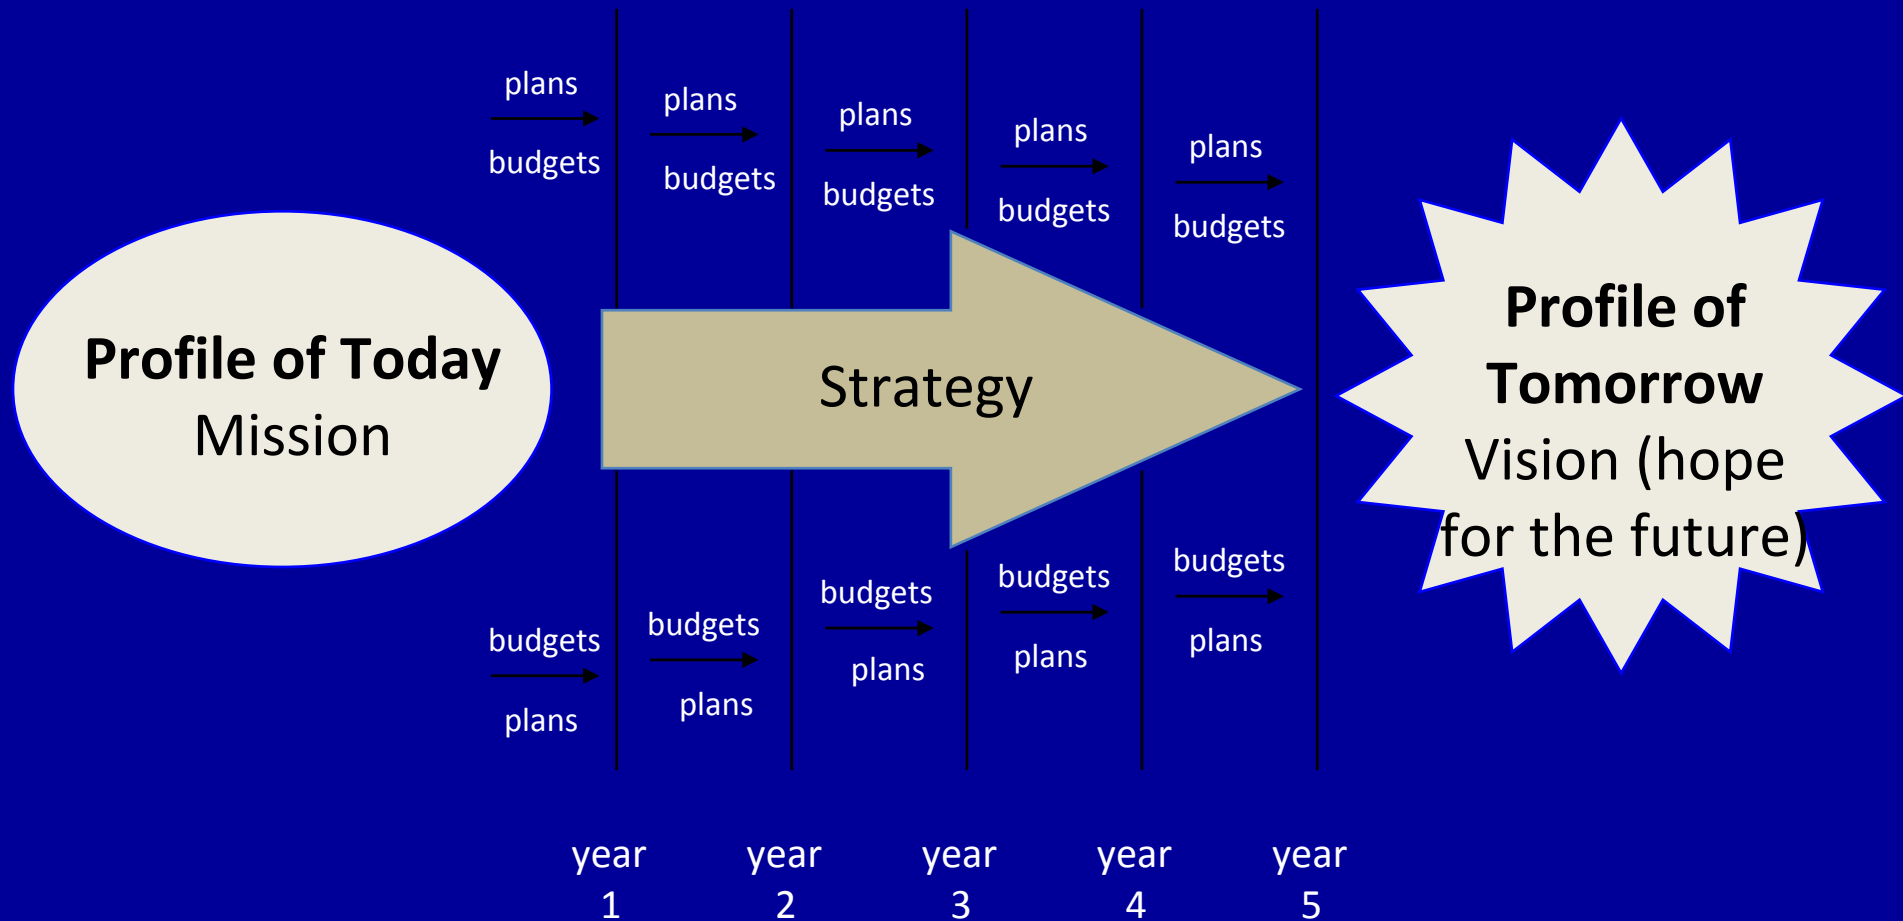 plans
budgets
plans
budgets
plans
budgets
plans
budgets
plans
budgets
Profile of Today
Mission
Strategy
Profile of
Tomorrow
Vision (hope
for the future)
budgets
plans
budgets
plans
budgets
plans
budgets
plans
budgets
plans
year
1
year
2
year
3
year
4
year
5